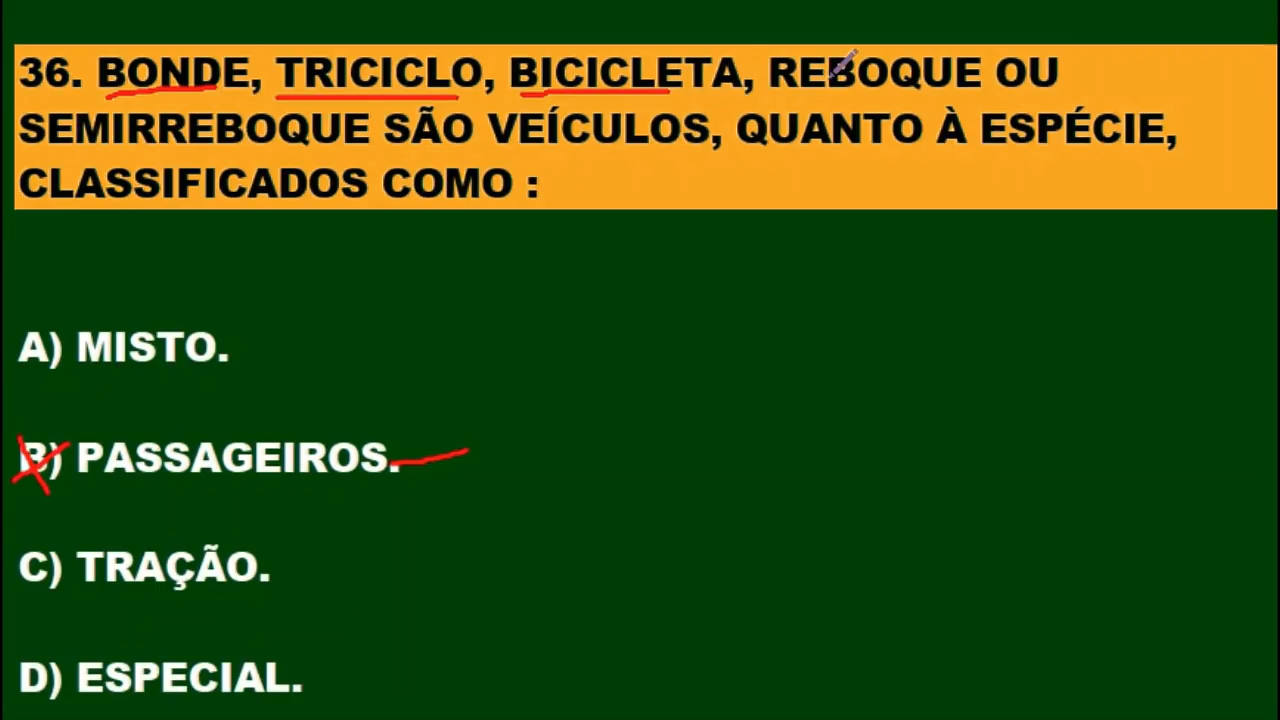 36. BONDE, TRICICLO, BICICLETA, REBOQUE OU
SEMIRREBOQUE SÃO VEÍCULOS, QUANTO À ESPÉCIE,
CLASSIFICADOS COMO :
A) MISTO.
B) PASSAGEIROS.
C) TRAÇÃO.
D) ESPECIAL.